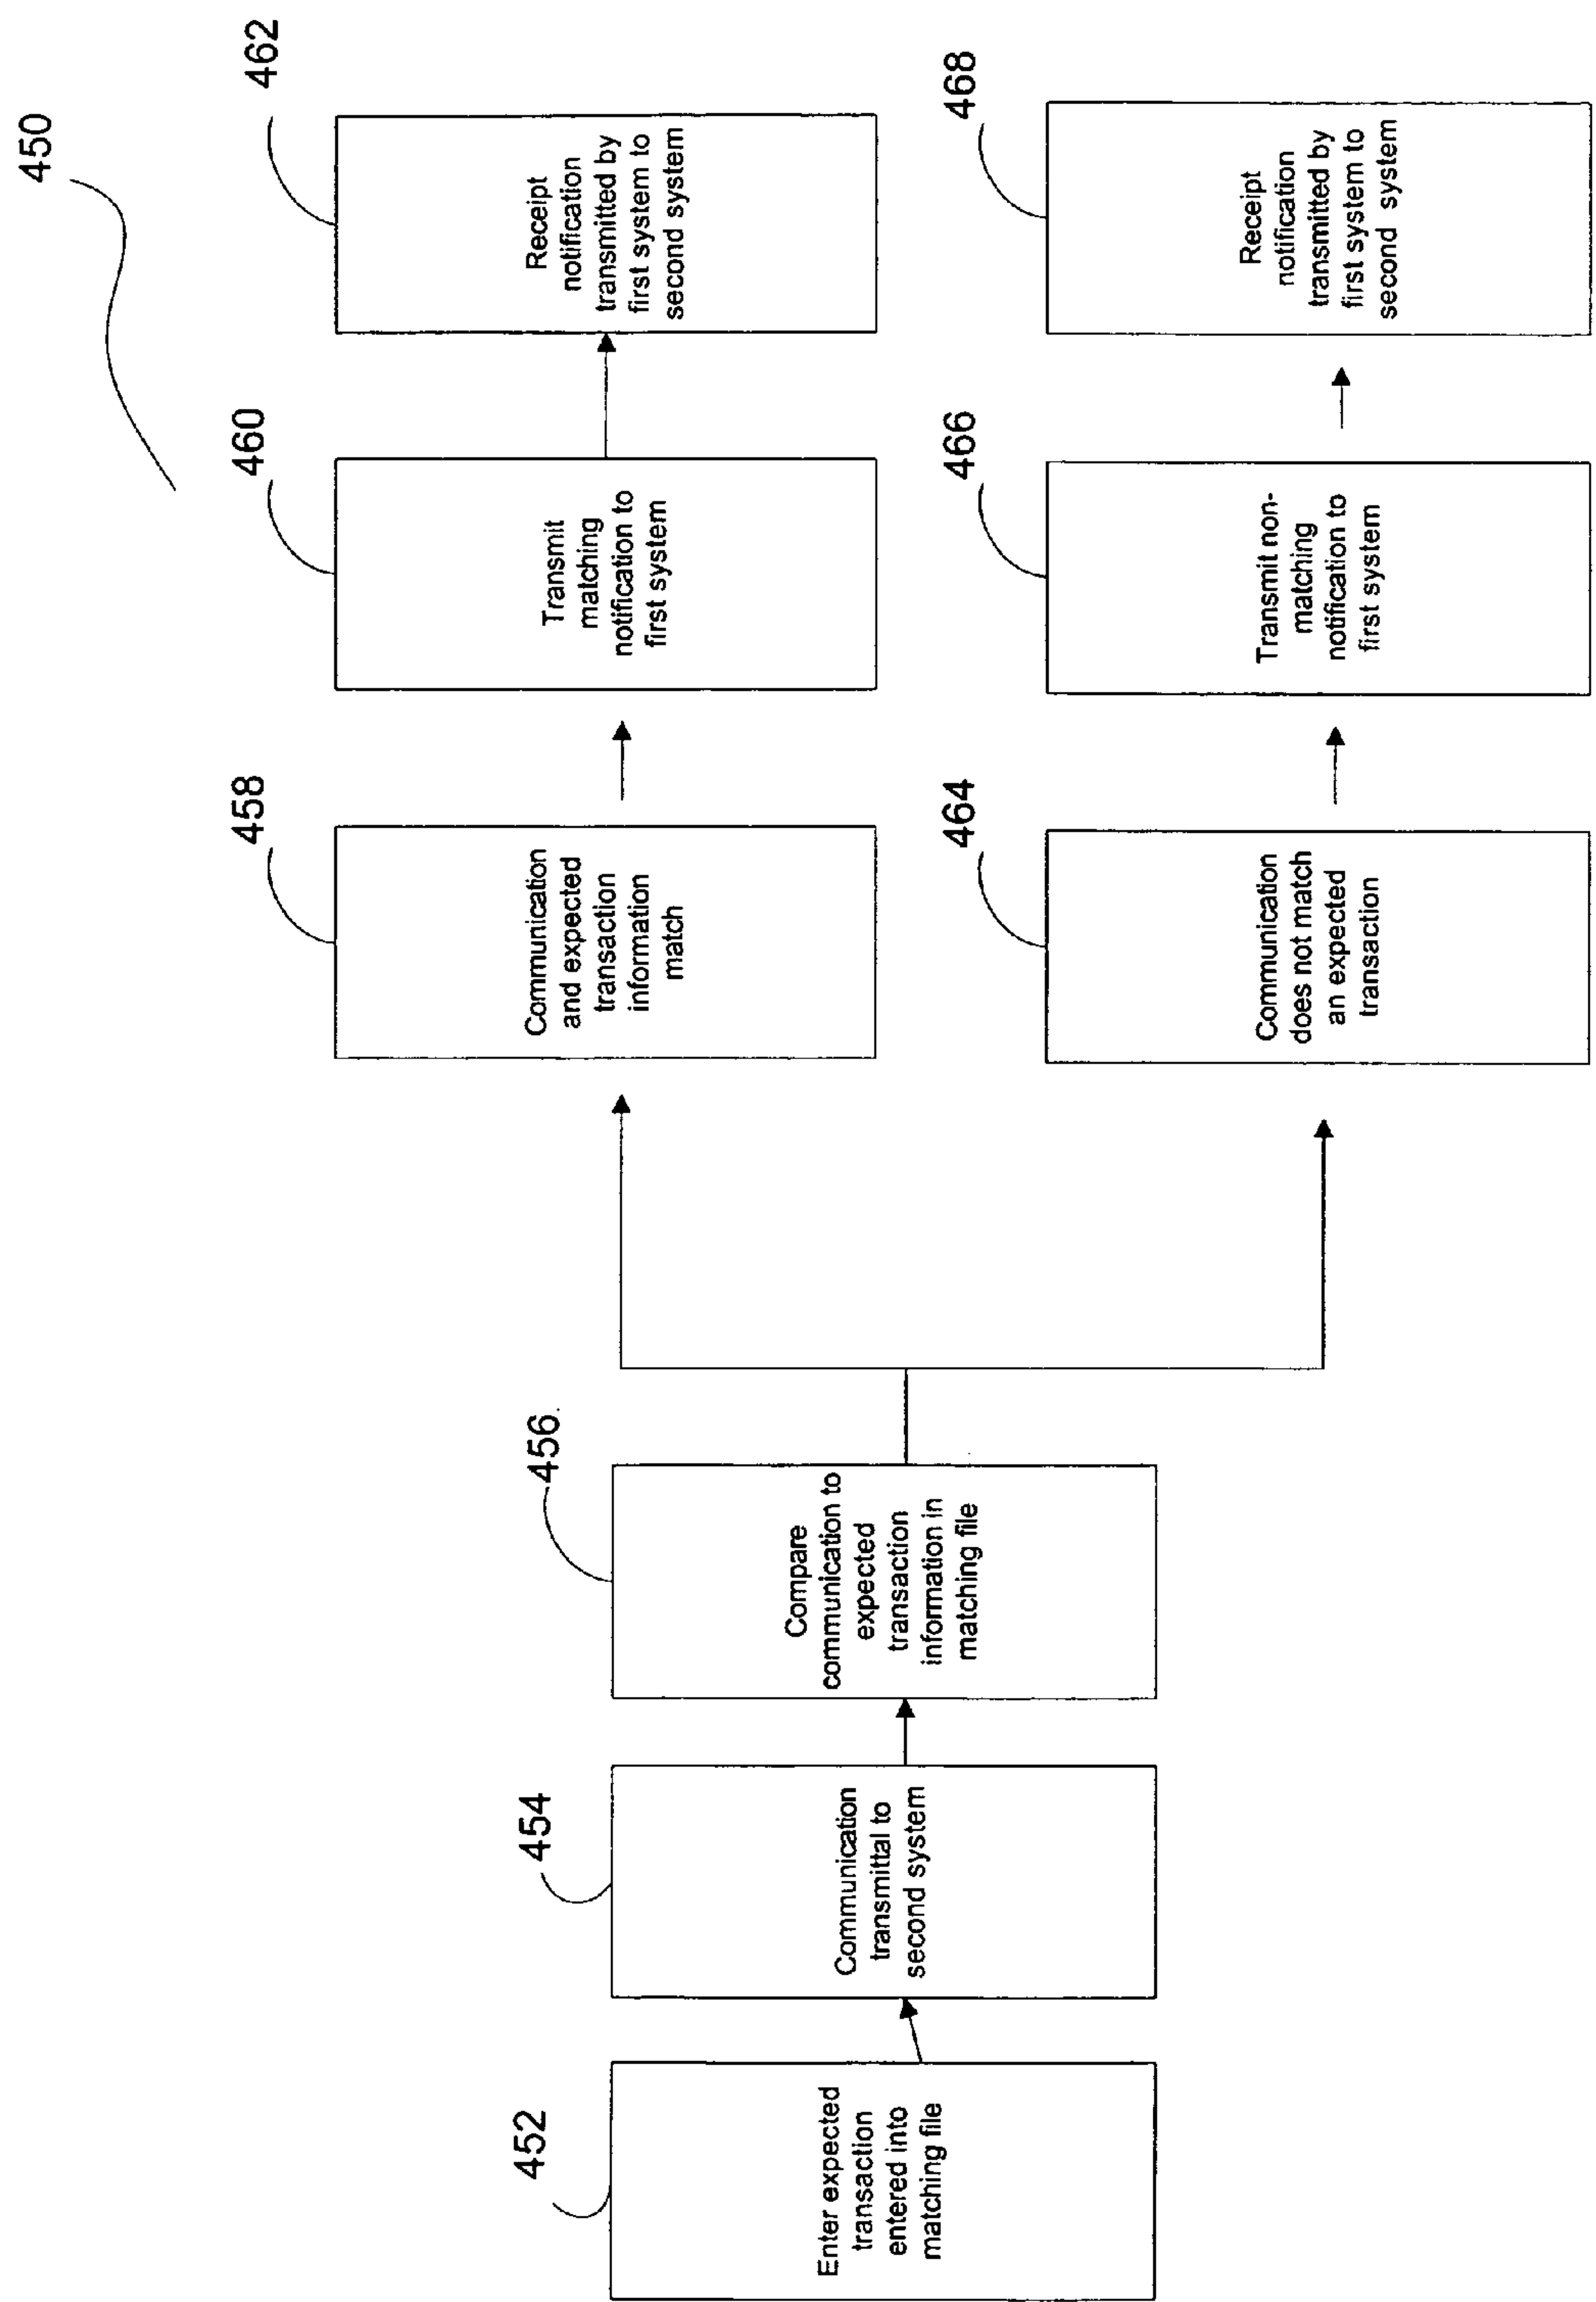 450
452
Enter expected
transaction
entered into
matching file
454
Communication
transmittal to
second system
456
Compare
communication to
expected
transaction
information in
matching file
458
Communication
and expected
transaction
information
match
460
Transmit
matching
notification to
first system
462
Receipt
notification
transmitted by
first system to
second system
464
Communication
does not match
an expected
transaction
466
Transmit non-
matching
notification to
first system
468
Receipt
notification
transmitted by
first system to
second system